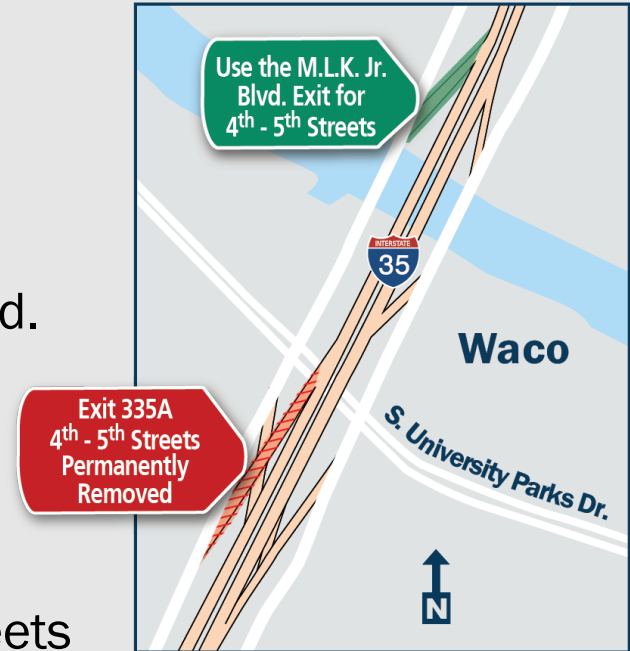 Use the M.L.K. Jr.
Blvd. Exit for
4th - 5th Streets
INTERSTATE
35
d.
Waco
Exit 335A
4th - 5th Streets
Permanently
Removed
S. University Parks Dr.
N
eets